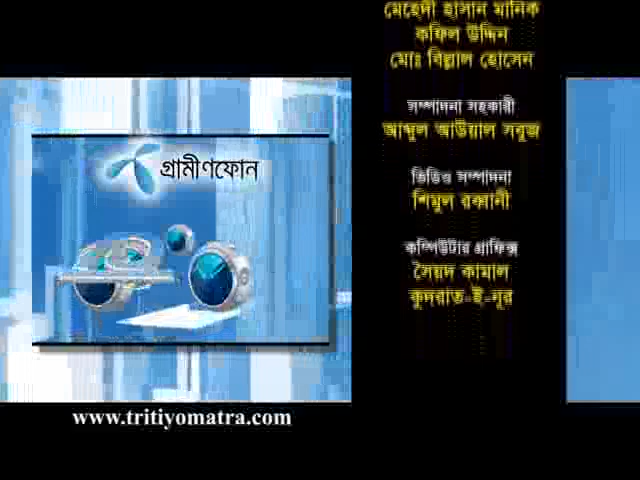 মেহেদী হাসান মানিক
কফিল উদ্দিন
মোঃ বিল্লাল হোসেন
সম্পাদনা সহকারী
আব্দুল আউয়াল সবুজ
ভিডিও সম্পাদনা
শিমুল রব্বানী
কম্পিউটার গ্রাফিক্স
সৈয়দ কামাল
কুদরাত-ই-নূর
গ্রামীণফোন
www.tritiyomatra.com